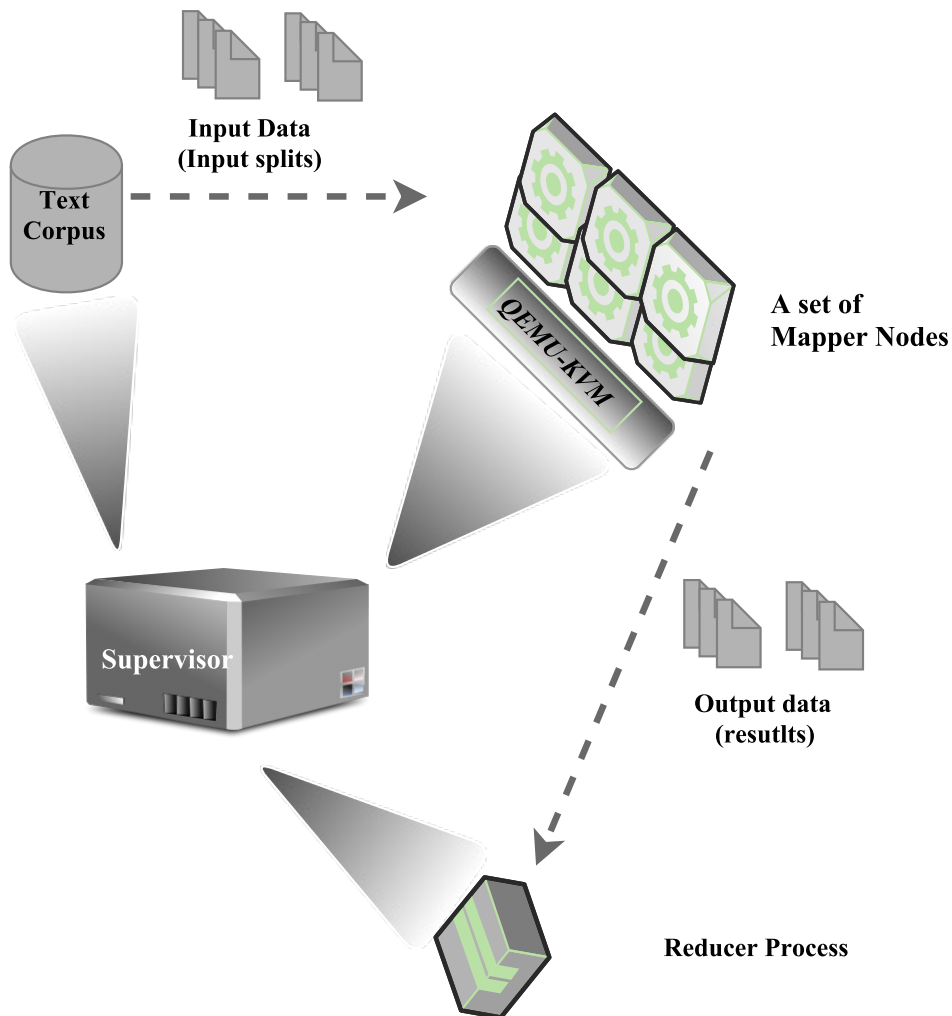 Input Data
(Input splits)
Text
Corpus
QEMU-KVM
A set of
Mapper Nodes
Supervisor
Output data
(resutlts)
Reducer Process